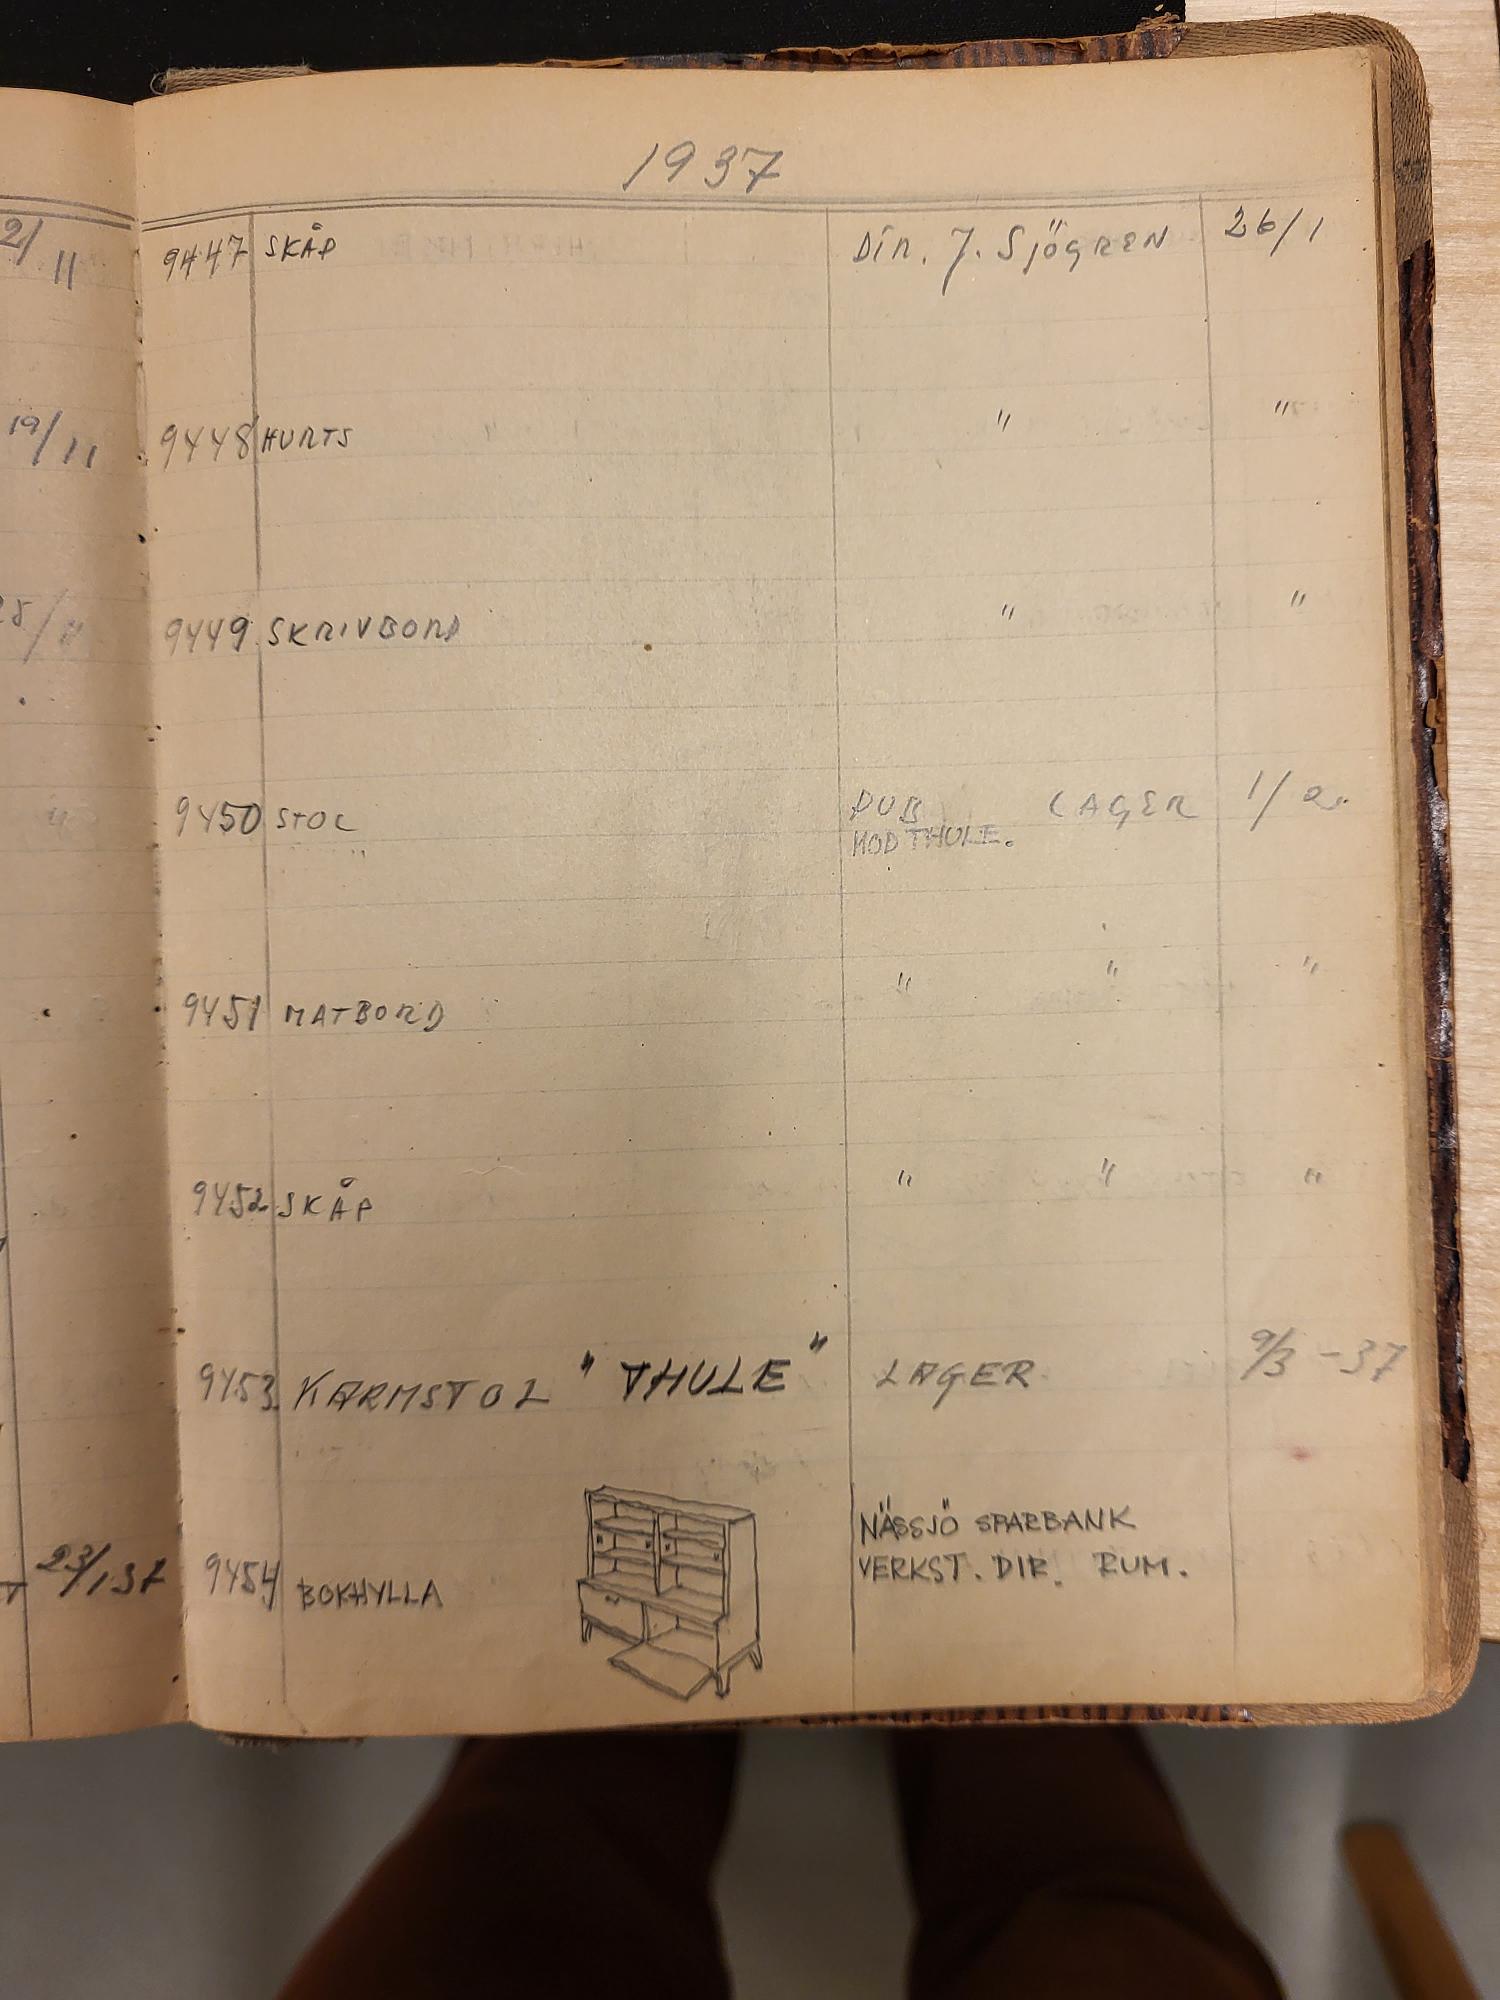 1937
2/11
9447 SKÅP DIR. J. SJÖGREN 26/1
19/11
9448 HURTS " "
9449 SKRIVBORD " "
9450 STOL LAGER 1/2
MOD THULE.
9451 MATBORD " " "
9452 SKÅP " " "
9453 KARMSTOL "THULE" LAGER 9/3-37
NÄSSJÖ SPARBANK
23/1 37
9454 BOKHYLLA VERKST. DIR. RUM.